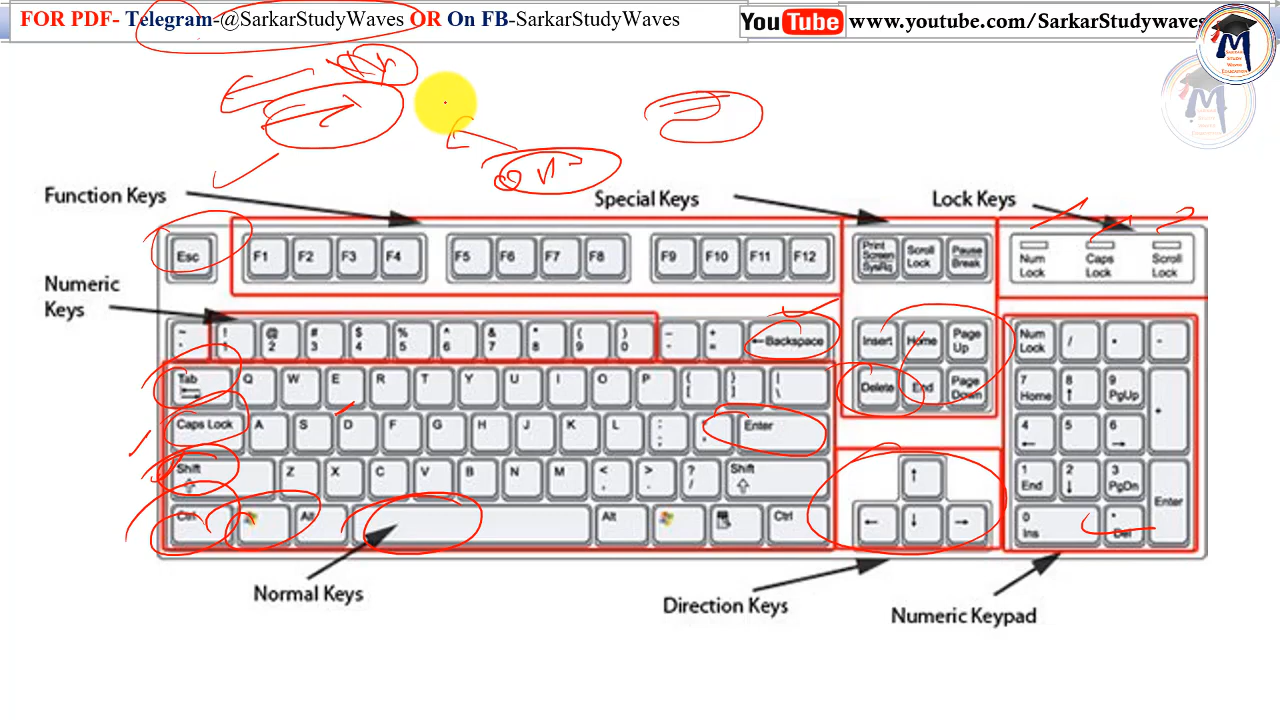 FOR PDF- Telegram-@SarkarStudyWaves OR On FB-SarkarStudyWaves
YouTube www.youtube.com/SarkarStudywaves
Function Keys
Special Keys
Lock Keys
Esc F1 F2 F3 F4 F5 F6 F7 F8 F9 F10 F11 F12
Print Screen SysRq
Scroll Lock
Pause Break
Num Lock
Caps Lock
Scroll Lock
Numeric Keys
! 1 @ 2 # 3 $ 4 % 5 ^ 6 & 7 * 8 ( 9 ) 0 - + = ←Backspace
Insert Home Page Up
Num Lock / -
Tab Q W E R T Y U I O P { [ } ] | \
Delete End Page Down
7 Home 8 ↑ 9 PgUp +
Caps Lock A S D F G H J K L : ; Enter
4 ← 5 6 →
Shift Z X C V B N M < , > . ? / Shift
↑
1 End 2 ↓ 3 PgDn Enter
Ctrl Alt Alt Ctrl
← ↓ →
0 Ins . Del
Normal Keys
Direction Keys
Numeric Keypad